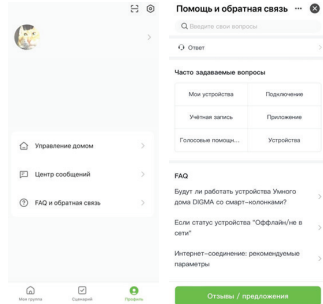 Управление домом
Центр сообщений
FAQ и обратная связь
Моя группа
Сценарий
Профиль
Помощь и обратная связь
Введите свои вопросы
Ответ
Часто задаваемые вопросы
Мои устройства
Подключение
Учётная запись
Приложение
Голосовые помощн...
Устройства
FAQ
Будут ли работать устройства Умного
дома DIGMA со смарт-колонками?
Если статус устройства "Оффлайн/не в
сети"
Интернет-соединение: рекомендуемые
параметры
Отзывы / предложения